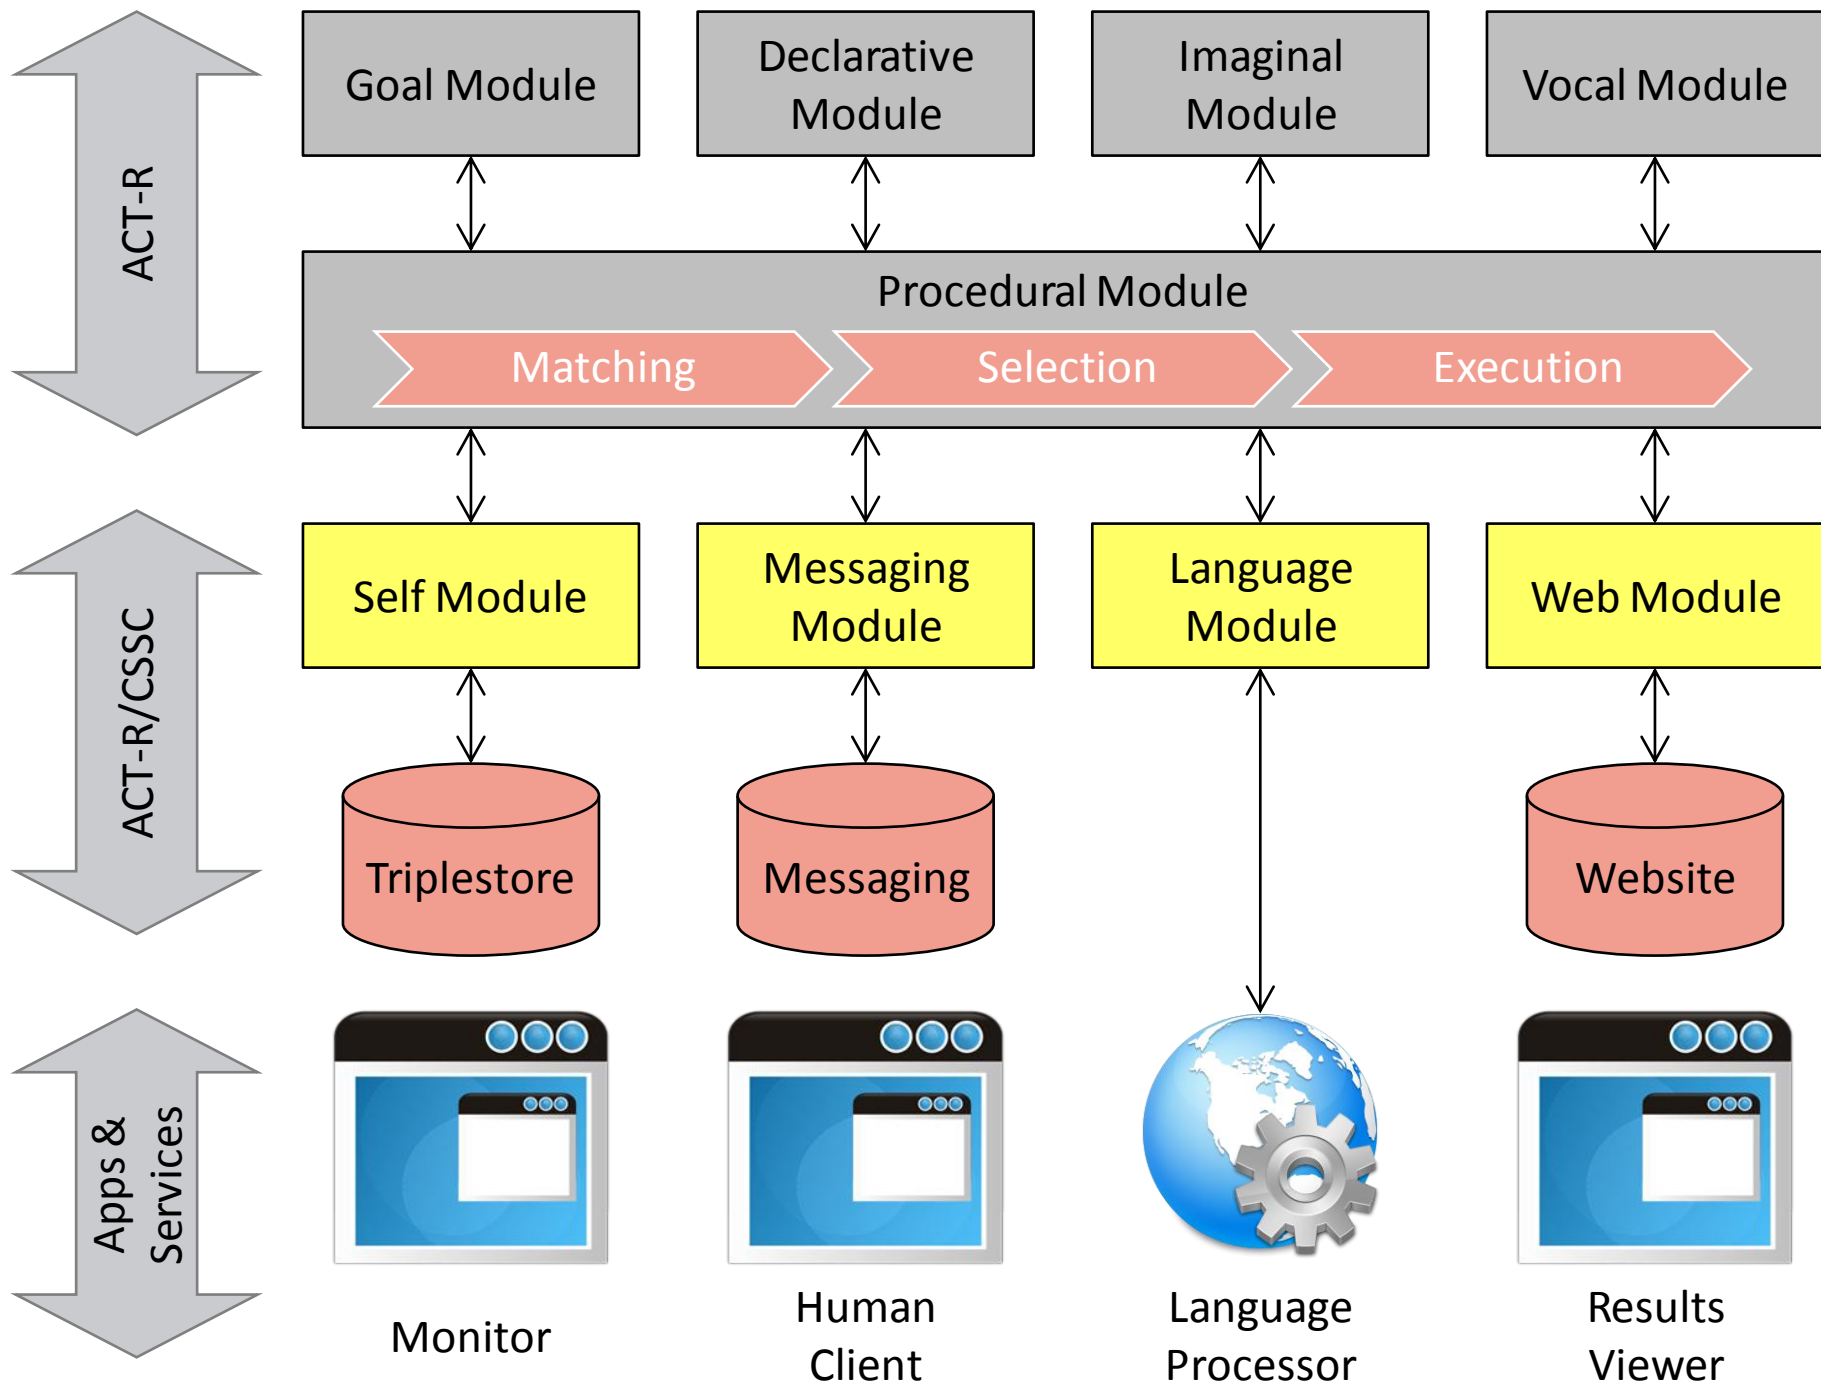 ACT-R
Goal Module
Declarative
Module
Imaginal
Module
Vocal Module
Procedural Module
Matching
Selection
Execution
ACT-R/CSSC
Self Module
Messaging
Module
Language
Module
Web Module
Triplestore
Messaging
Website
Apps &
Services
Monitor
Human
Client
Language
Processor
Results
Viewer